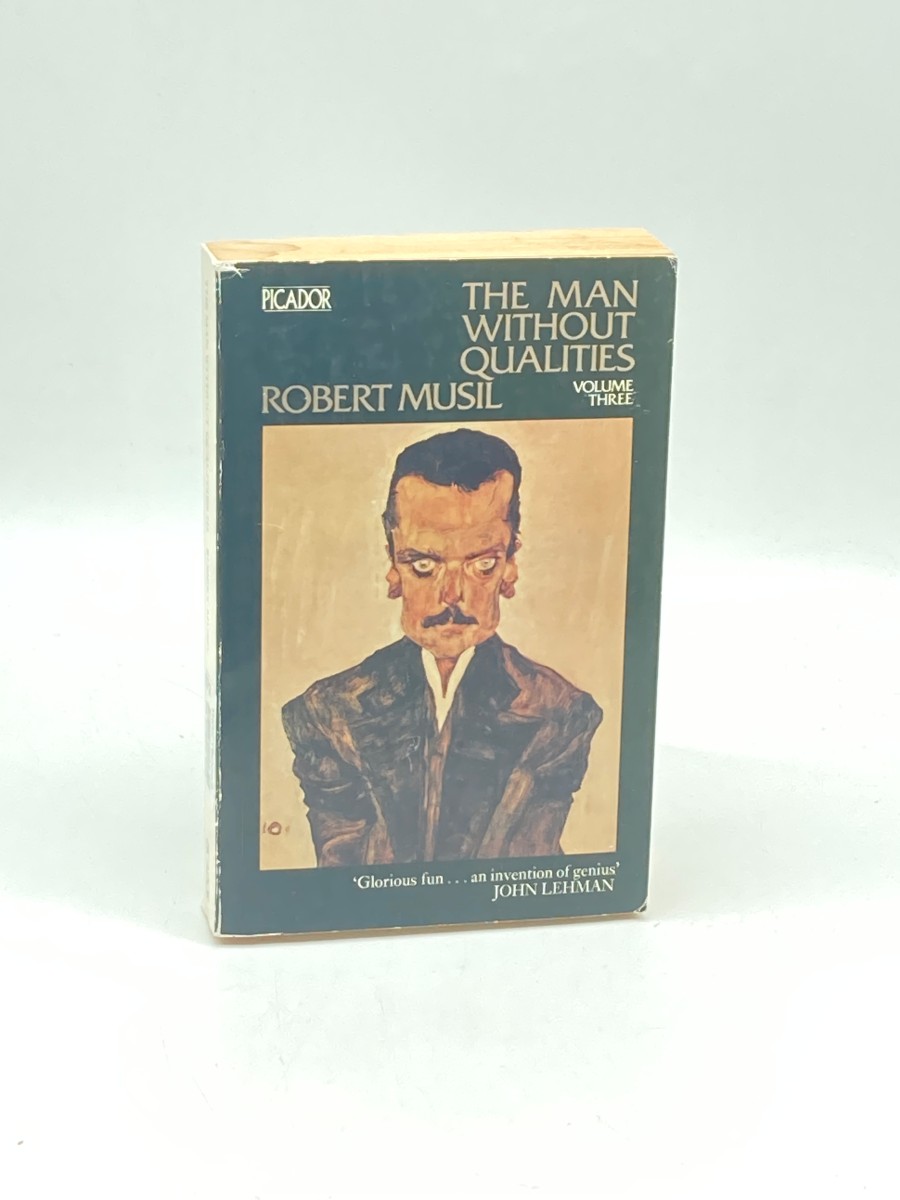 PICADOR
THE MAN
WITHOUT
QUALITIES
ROBERT MUSIL
VOLUME
THREE
'Glorious fun . . . an invention of genius'
JOHN LEHMAN